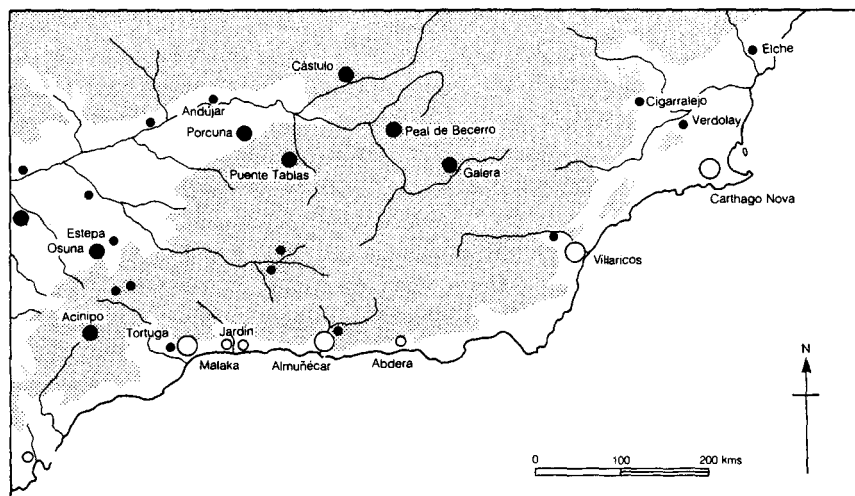 Elche
Cástulo
Cigarralejo
Andújar
Verdolay
Porcuna
Peal de Becerro
Puente Tablas
Galera
Carthago Nova
Estepa
Osuna
Villaricos
Acinipo
Tortuga
Jardín
Malaka
Almuñécar
Abdera
N
0 100 200 kms